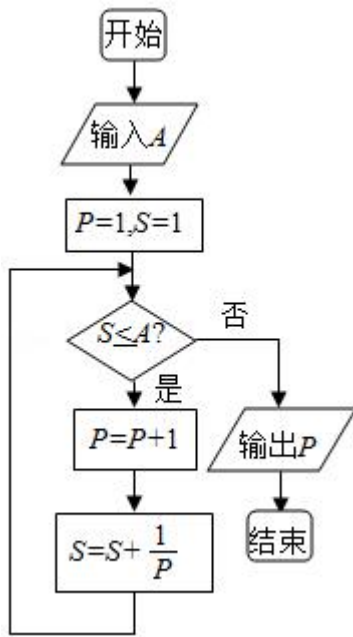 开始
输入A
P=1,S=1
S≤A?
否
是
P=P+1
输出P
S=S+ 1/P
结束